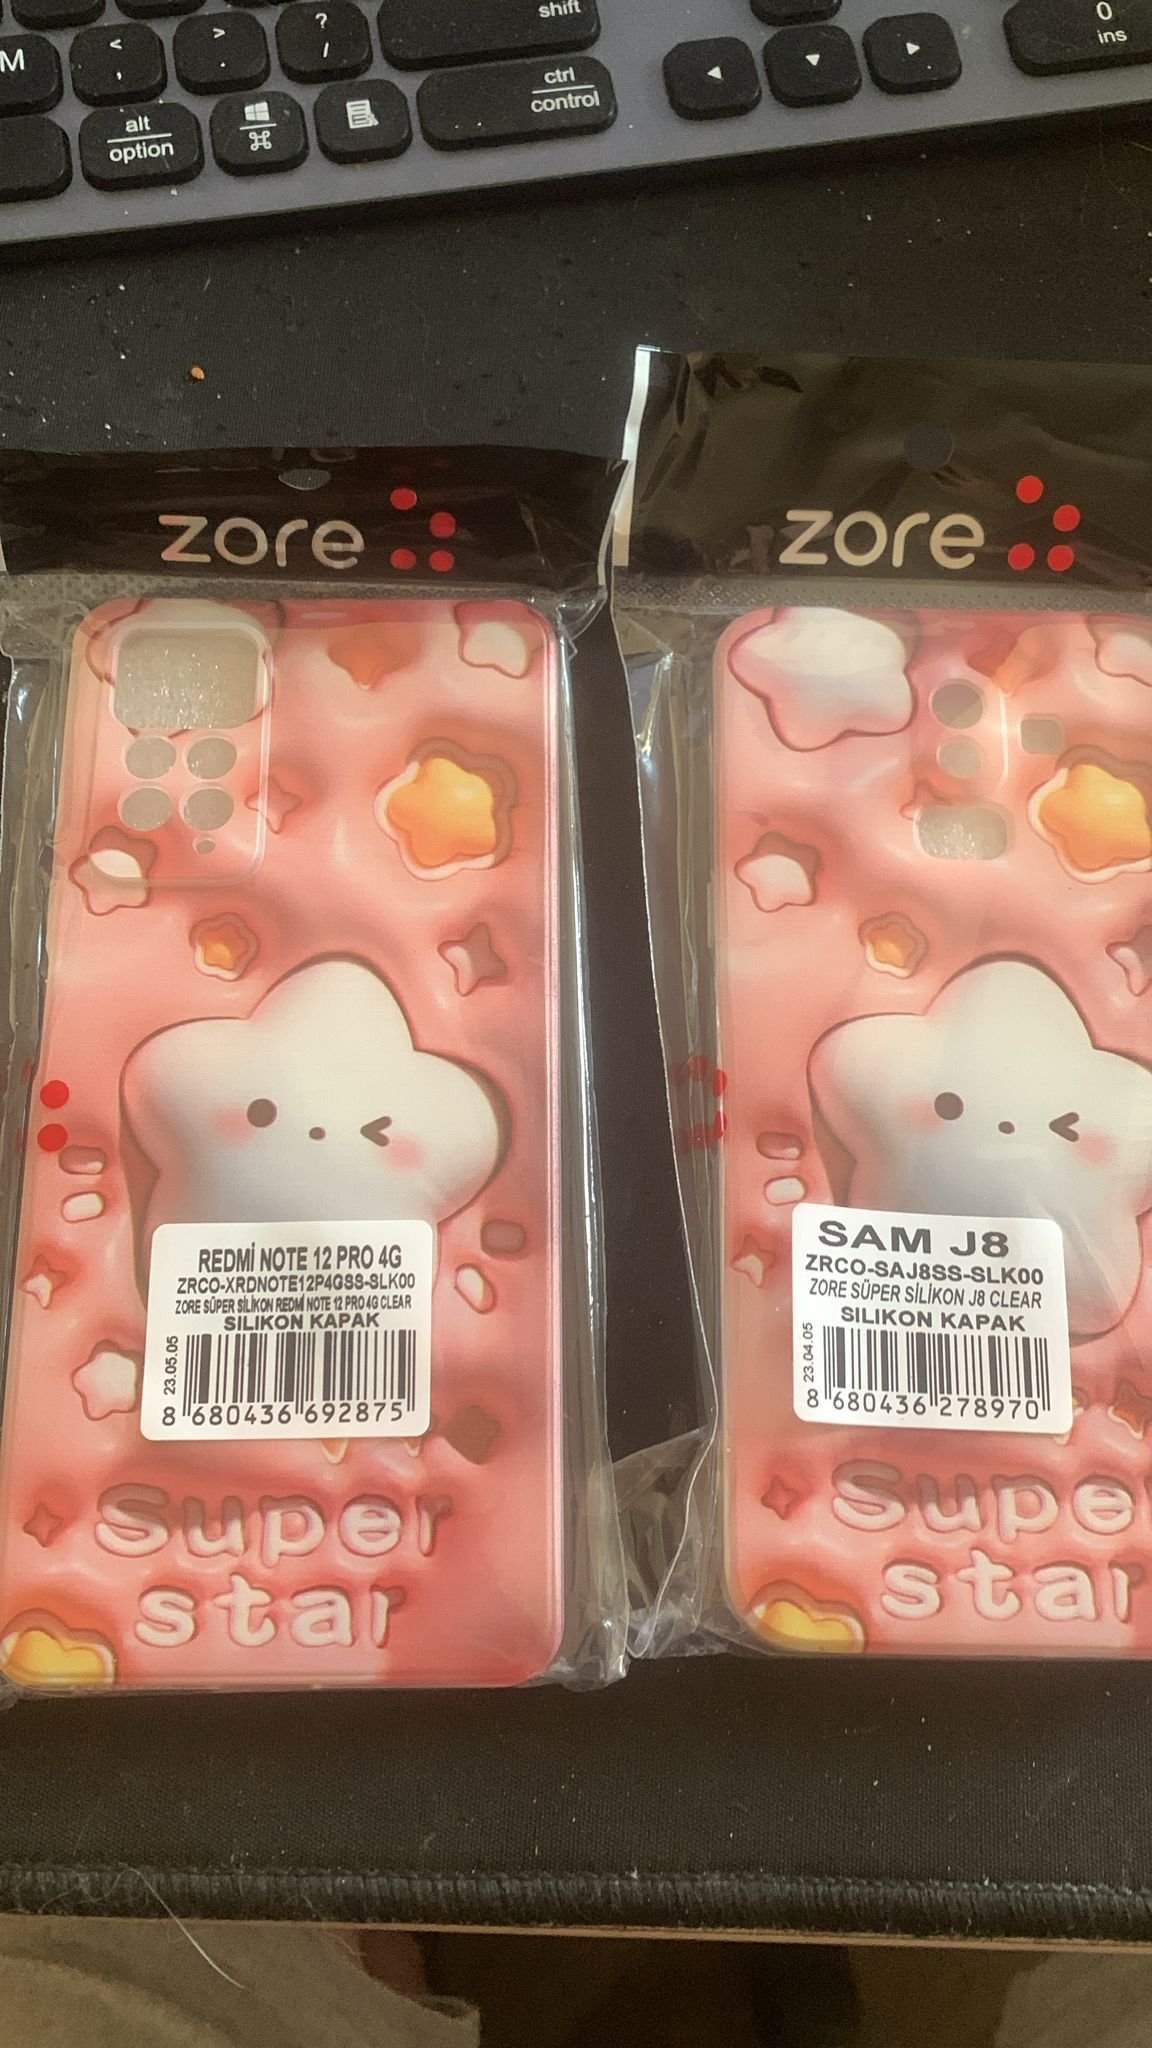 shift
M
<
,
>
.
?
/
ctrl
control
0
ins
alt
option
zore
zore
REDMİ NOTE 12 PRO 4G
ZRCO-XRDNOTE12P4GSS-SLK00
ZORE SÜPER SİLİKON REDMİ NOTE 12 PRO 4G CLEAR
SILIKON KAPAK
23.05.05
8 680436 692875
SAM J8
ZRCO-SAJ8SS-SLK00
ZORE SÜPER SİLİKON J8 CLEAR
SILIKON KAPAK
23.04.05
8 680436 278970
Super
star
Super
star